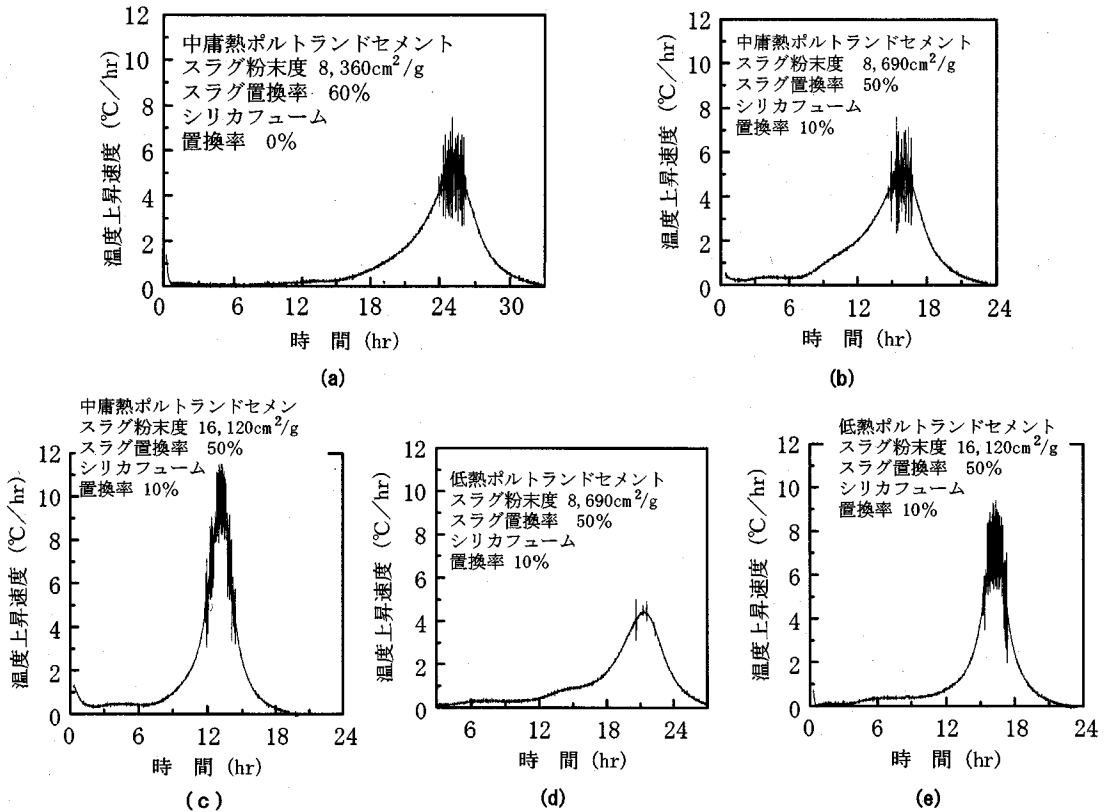 12
10
8
6
4
2
0
温度上昇速度 (℃/hr)
中庸熱ポルトランドセメント
スラグ粉末度 8,360cm²/g
スラグ置換率 60%
シリカフューム
置換率 0%
0 6 12 18 24 30
時 間 (hr)
(a)
12
10
8
6
4
2
0
温度上昇速度 (℃/hr)
中庸熱ポルトランドセメント
スラグ粉末度 8,690cm²/g
スラグ置換率 50%
シリカフューム
置換率 10%
0 6 12 18 24
時 間 (hr)
(b)
中庸熱ポルトランドセメン
スラグ粉末度 16,120cm²/g
スラグ置換率 50%
シリカフューム
置換率 10%
12
10
8
6
4
2
0
温度上昇速度 (℃/hr)
0 6 12 18 24
時 間 (hr)
(c)
12
10
8
6
4
2
0
温度上昇速度 (℃/hr)
低熱ポルトランドセメント
スラグ粉末度 8,690cm²/g
スラグ置換率 50%
シリカフューム
置換率 10%
6 12 18 24
時 間 (hr)
(d)
低熱ポルトランドセメント
スラグ粉末度 16,120cm²/g
スラグ置換率 50%
シリカフューム
置換率 10%
12
10
8
6
4
2
0
温度上昇速度 (℃/hr)
0 6 12 18 24
時 間 (hr)
(e)